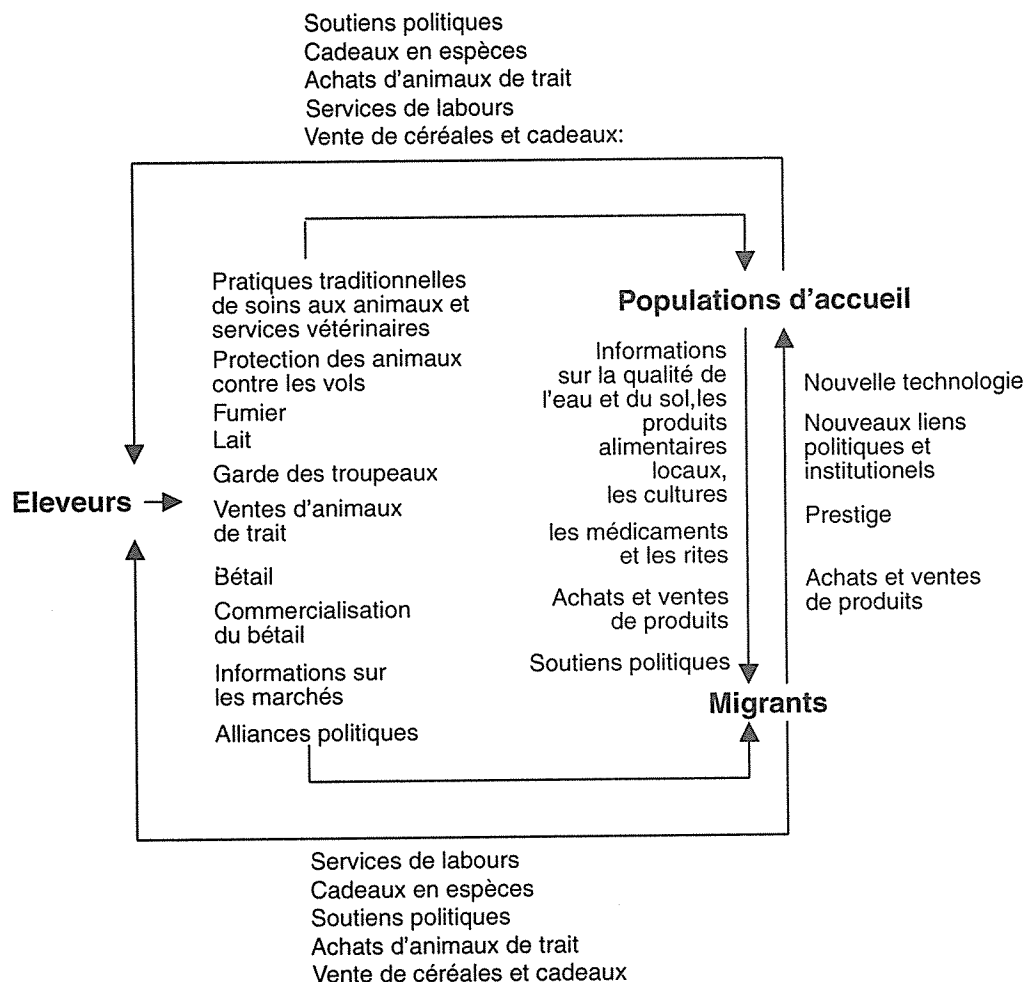 Soutiens politiques
Cadeaux en espèces
Achats d'animaux de trait
Services de labours
Vente de céréales et cadeaux:
Pratiques traditionnelles
de soins aux animaux et
services vétérinaires
Protection des animaux
contre les vols
Fumier
Lait
Garde des troupeaux
Eleveurs
Ventes d'animaux
de trait
Bétail
Commercialisation
du bétail
Informations sur
les marchés
Alliances politiques
Populations d'accueil
Informations
sur la qualité de
l'eau et du sol,les
produits
alimentaires
locaux,
les cultures
les médicaments
et les rites
Achats et ventes
de produits
Soutiens politiques
Nouvelle technologie
Nouveaux liens
politiques et
institutionels
Prestige
Achats et ventes
de produits
Migrants
Services de labours
Cadeaux en espèces
Soutiens politiques
Achats d'animaux de trait
Vente de céréales et cadeaux